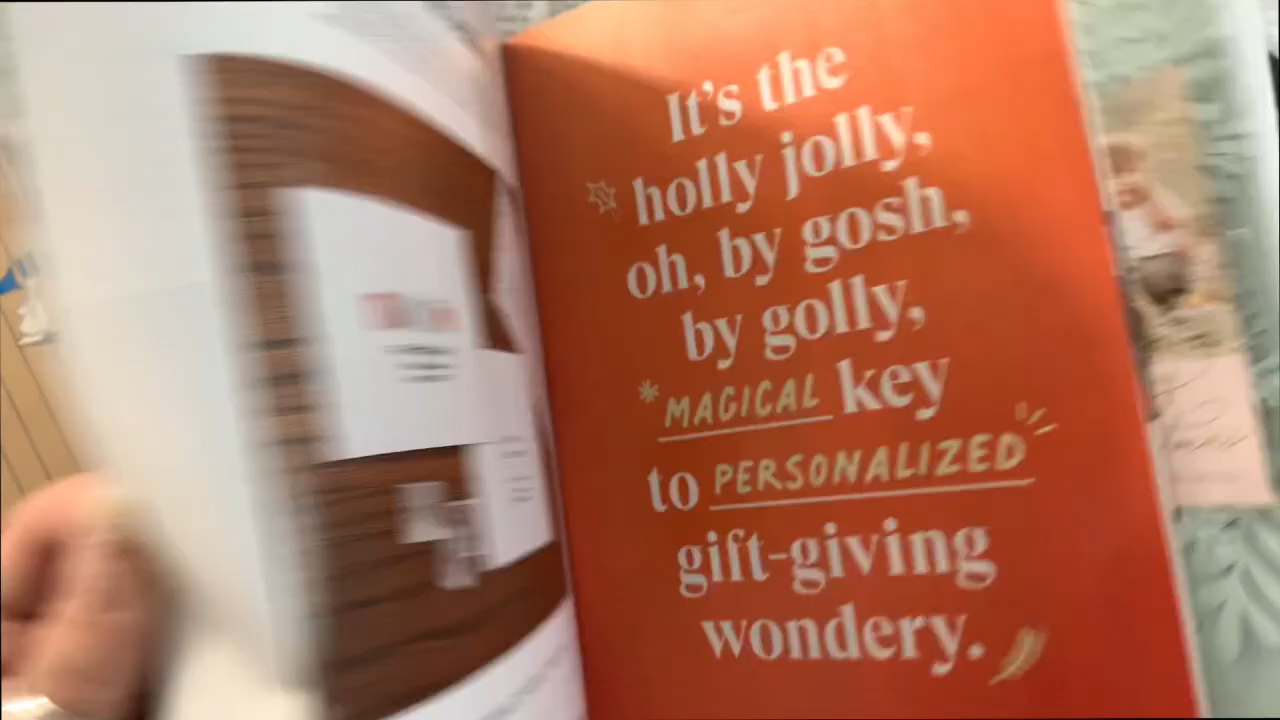 It's the
holly jolly,
oh, by gosh,
by golly,
*MAGICAL key
to PERSONALIZED
gift-giving
wondery.